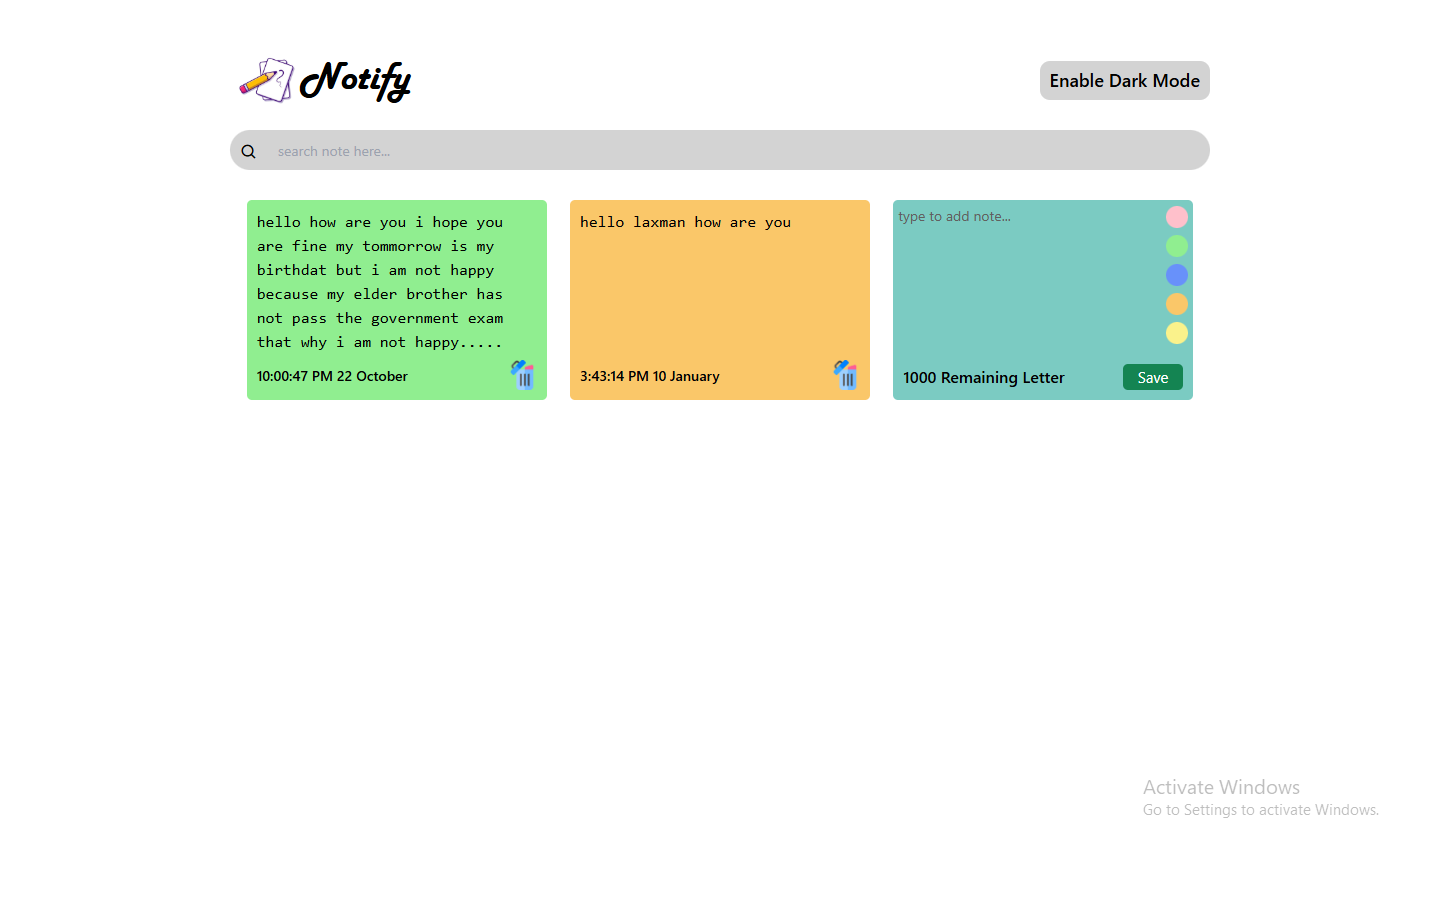 Notify
Enable Dark Mode
search note here...
hello how are you i hope you
are fine my tommorrow is my
birthdat but i am not happy
because my elder brother has
not pass the government exam
that why i am not happy.....
10:00:47 PM 22 October
hello laxman how are you
3:43:14 PM 10 January
type to add note...
1000 Remaining Letter
Save
Activate Windows
Go to Settings to activate Windows.